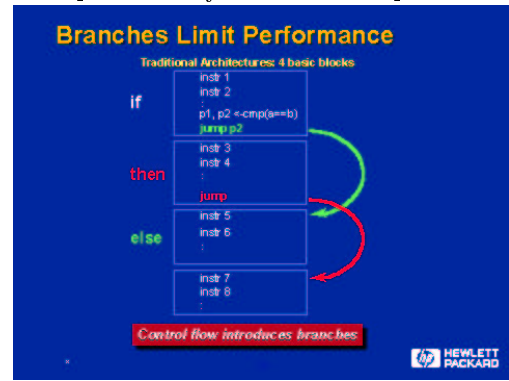 Branches Limit Performance
Traditional Architectures: 4 basic blocks
if
instr 1
instr 2
:
p1, p2 <-cmp(a==b)
jump p2
then
instr 3
instr 4
:
jump
else
instr 5
instr 6
:
instr 7
instr 8
:
Control flow introduces branches
hp HEWLETT
PACKARD